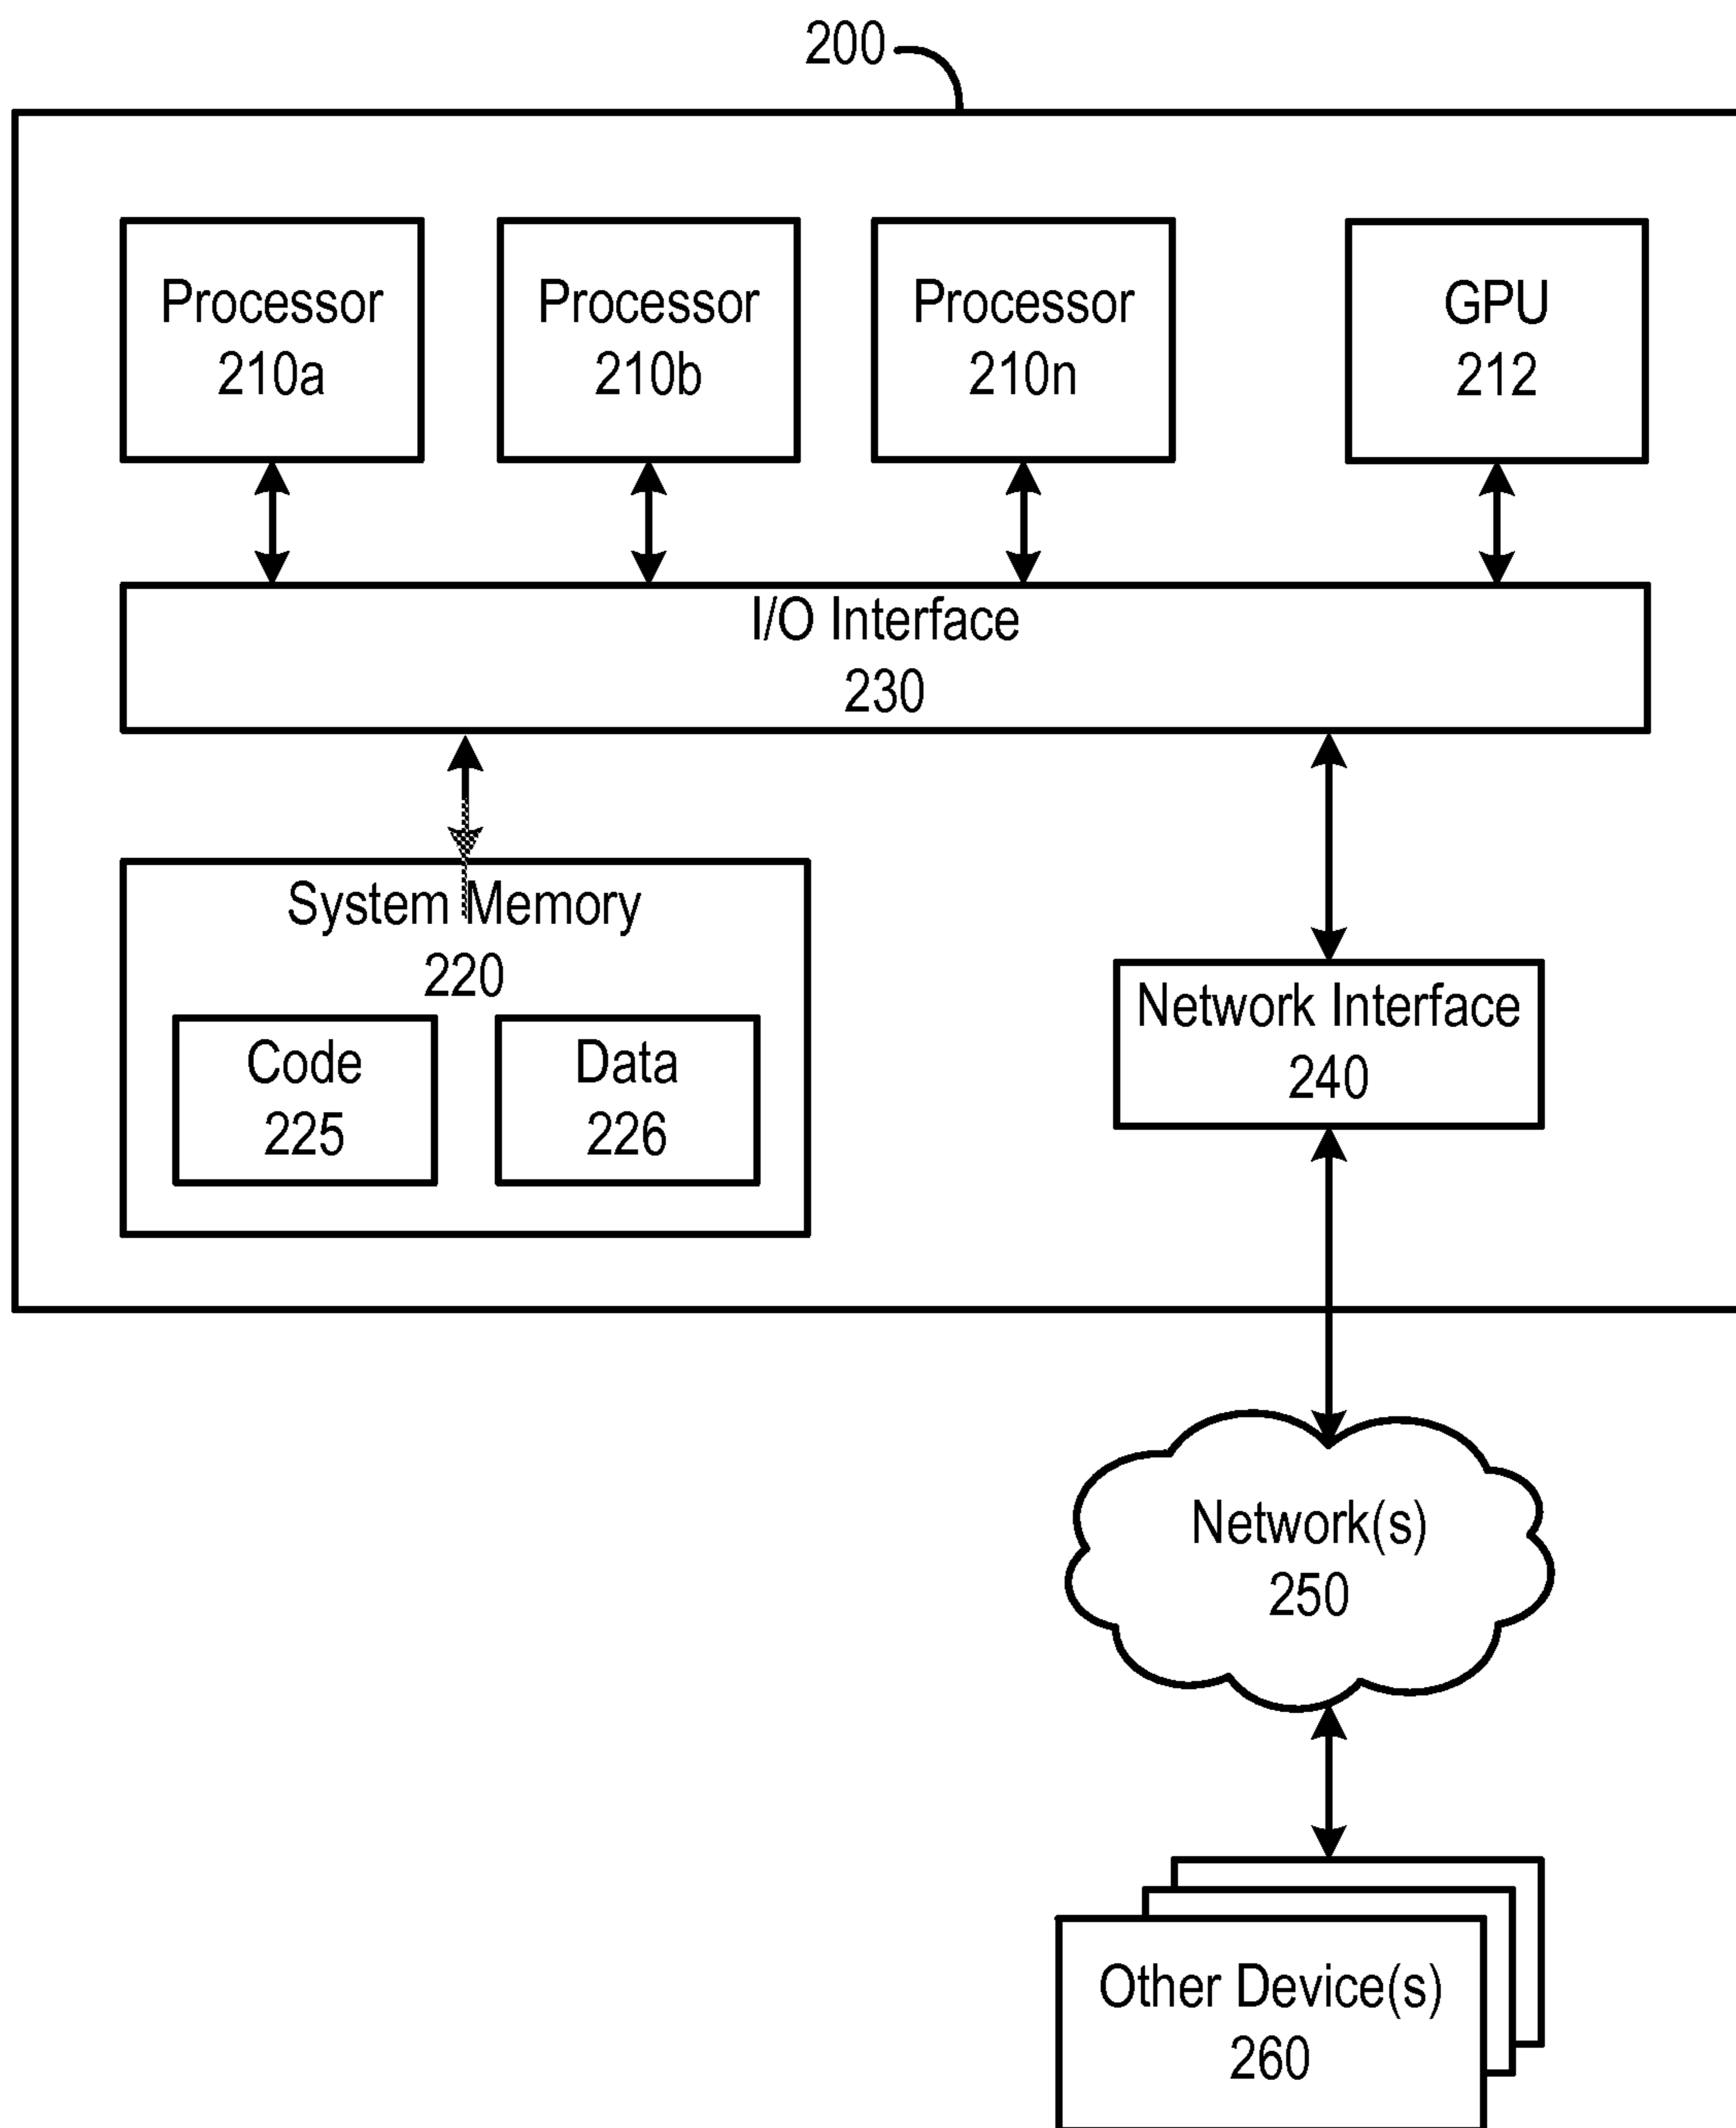 200
Processor
210a
Processor
210b
Processor
210n
GPU
212
I/O Interface
230
System Memory
220
Code
225
Data
226
Network Interface
240
Network(s)
250
Other Device(s)
260